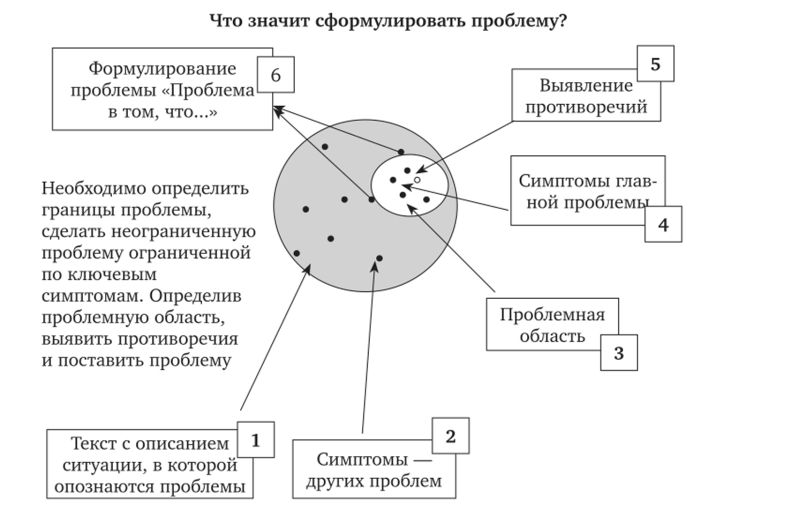 Что значит сформулировать проблему?
Формулирование
проблемы «Проблема
в том, что...»
6
5
Выявление
противоречий
Симптомы глав-
ной проблемы
4
Необходимо определить
границы проблемы,
сделать неограниченную
проблему ограниченной
по ключевым
симптомам. Определив
проблемную область,
выявить противоречия
и поставить проблему
Проблемная
область
3
Текст с описанием
ситуации, в которой
опознаются проблемы
1
2
Симптомы —
других проблем